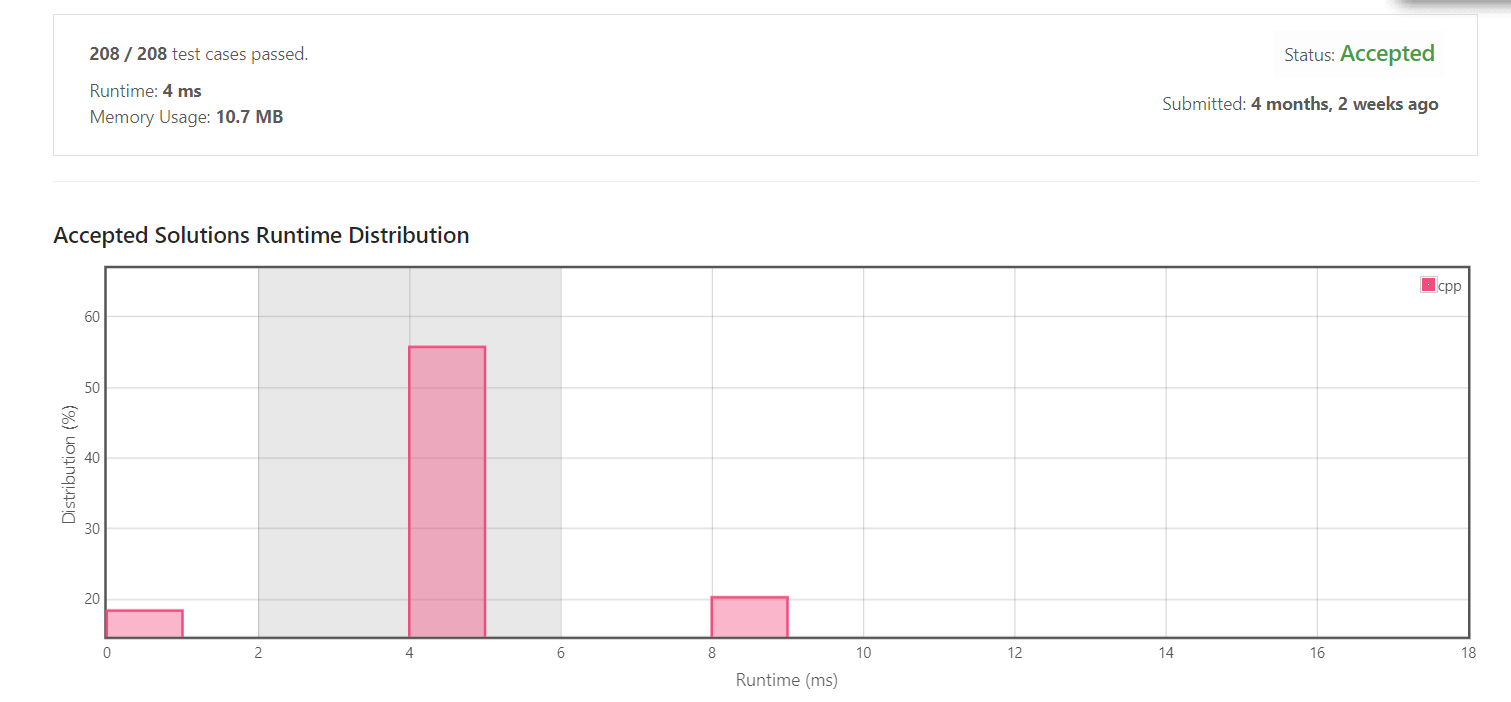 208 / 208 test cases passed.
Status: Accepted
Runtime: 4 ms
Submitted: 4 months, 2 weeks ago
Memory Usage: 10.7 MB
Accepted Solutions Runtime Distribution
cpp
60
50
40
30
20
Distribution (%)
0 2 4 6 8 10 12 14 16 18
Runtime (ms)